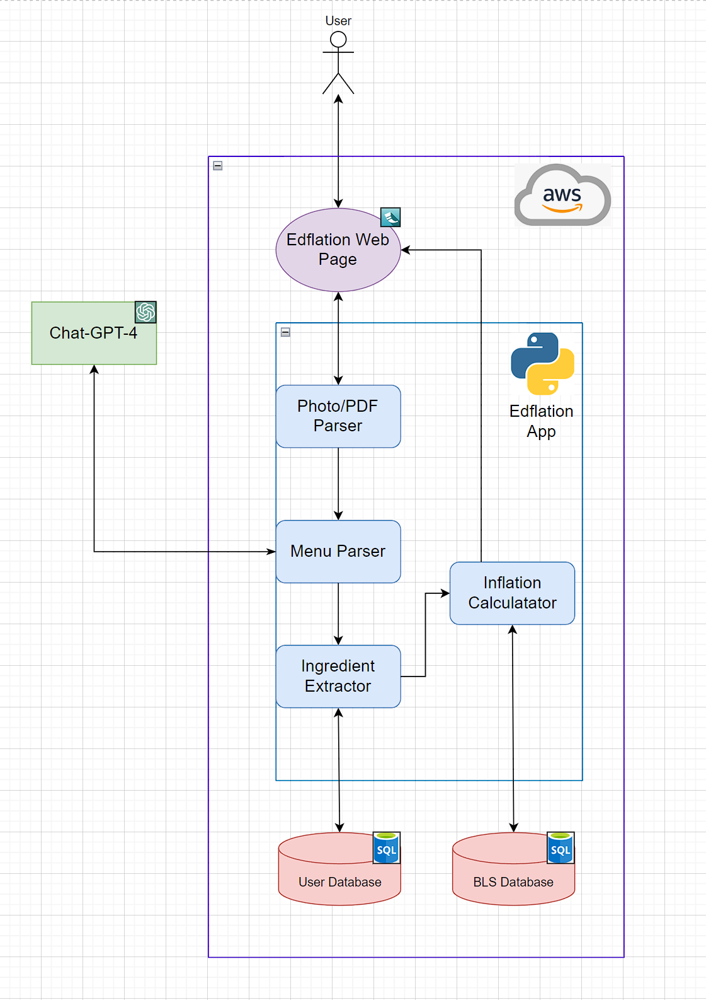 User
aws
Edflation Web
Page
Chat-GPT-4
Photo/PDF
Parser
Edflation
App
Menu Parser
Inflation
Calculatator
Ingredient
Extractor
SQL
User Database
SQL
BLS Database